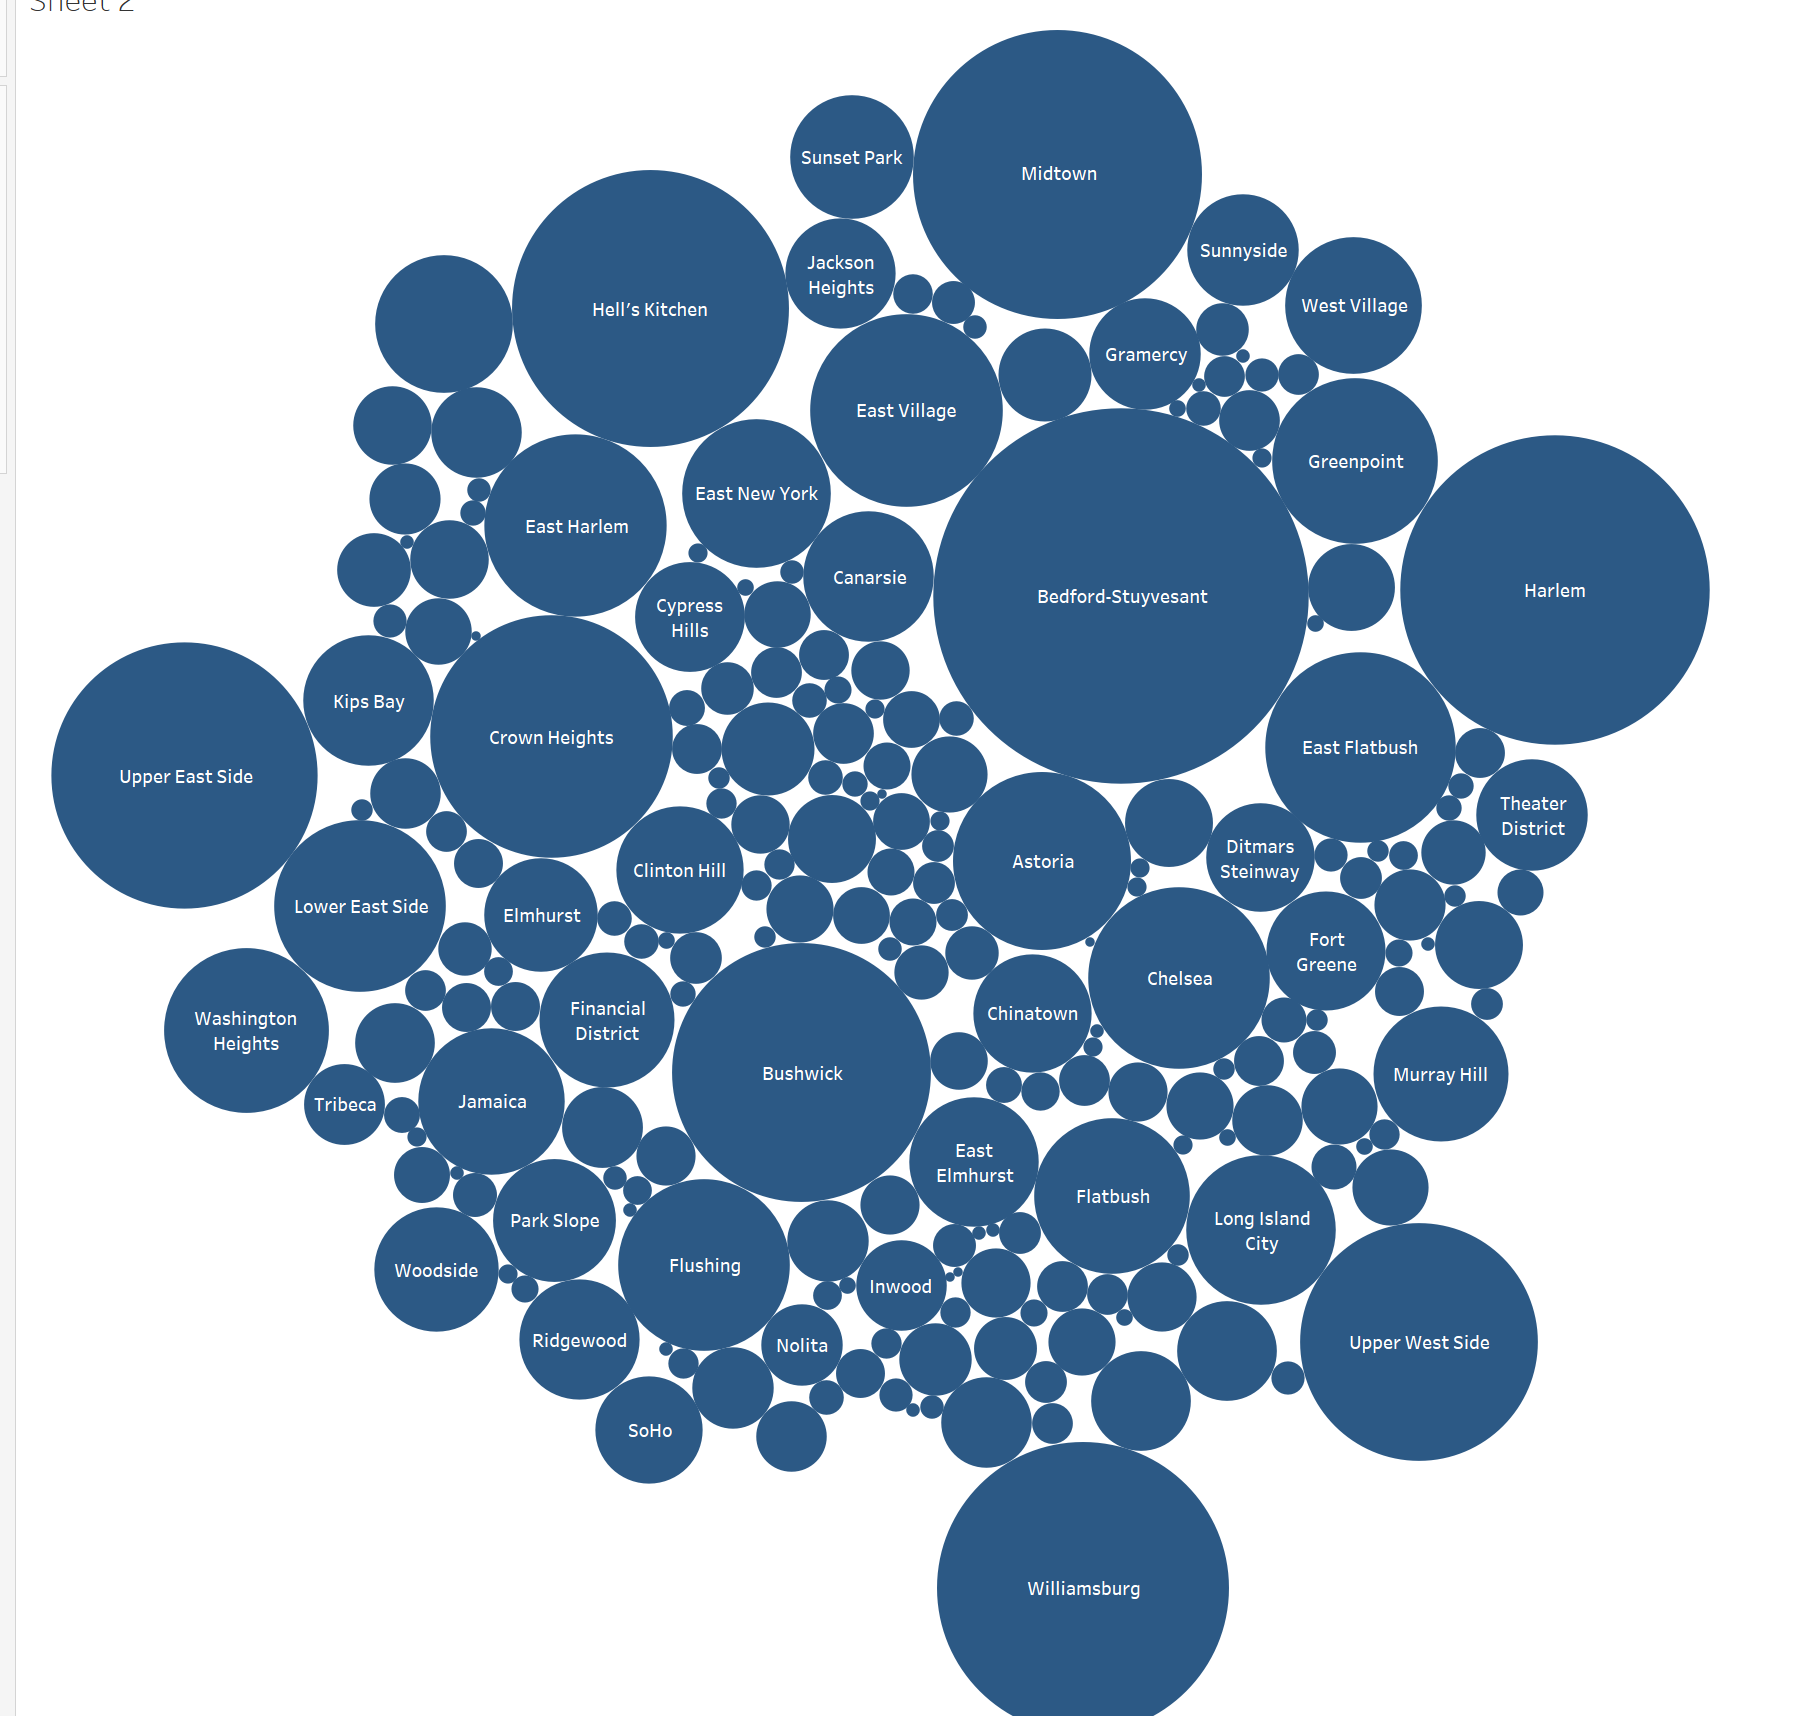 Sheet 2
Midtown
Sunset Park
Sunnyside
Jackson
Heights
Hell's Kitchen
West Village
Gramercy
East Village
Greenpoint
East New York
East Harlem
Canarsie
Harlem
Bedford-Stuyvesant
Cypress
Hills
Kips Bay
Crown Heights
East Flatbush
Upper East Side
Theater
District
Ditmars
Steinway
Astoria
Clinton Hill
Lower East Side
Elmhurst
Fort
Greene
Chelsea
Chinatown
Financial
District
Washington
Heights
Bushwick
Murray Hill
Jamaica
Tribeca
East
Elmhurst
Flatbush
Park Slope
Long Island
City
Flushing
Woodside
Inwood
Ridgewood
Nolita
Upper West Side
SoHo
Williamsburg